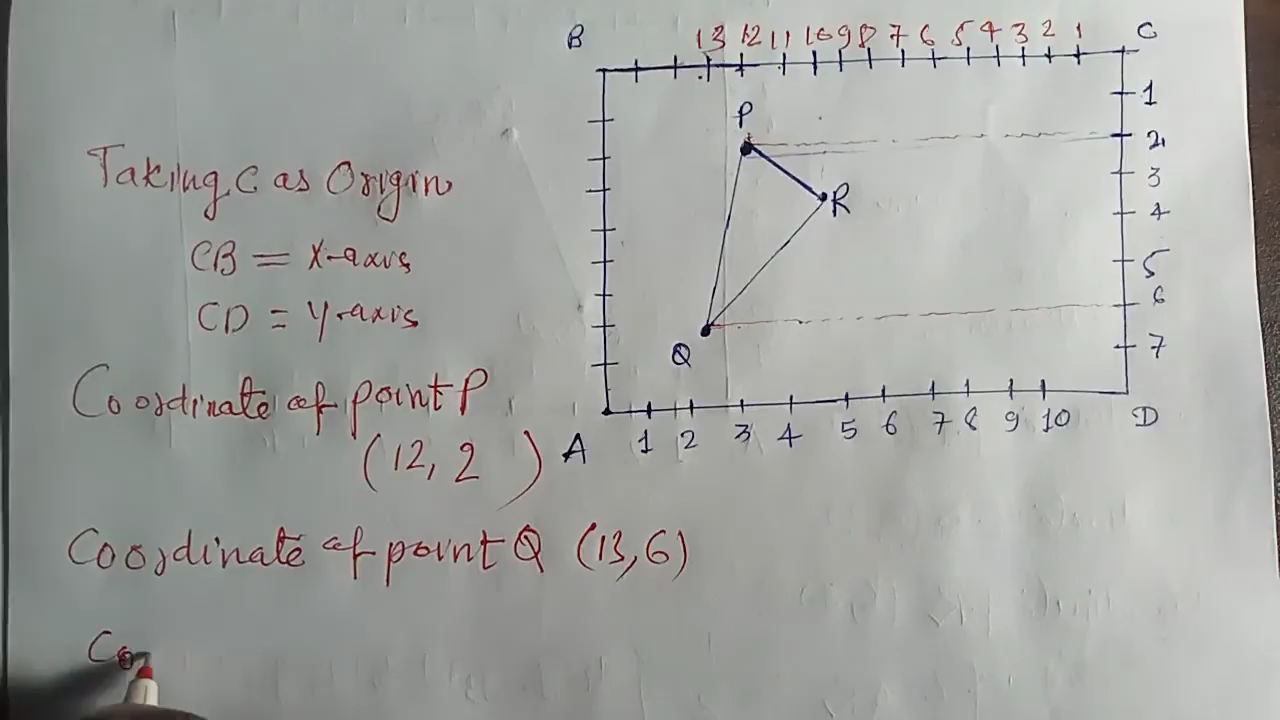 B 13 12 11 10 9 8 7 6 5 4 3 2 1 C
1
P
2
Taking C as Origin
3
R
4
CB = x-axis
5
6
CD = y-axis
7
Q
Coordinate of point P
A 1 2 3 4 5 6 7 8 9 10 D
(12, 2)
Coordinate of point Q (13,6)
Co